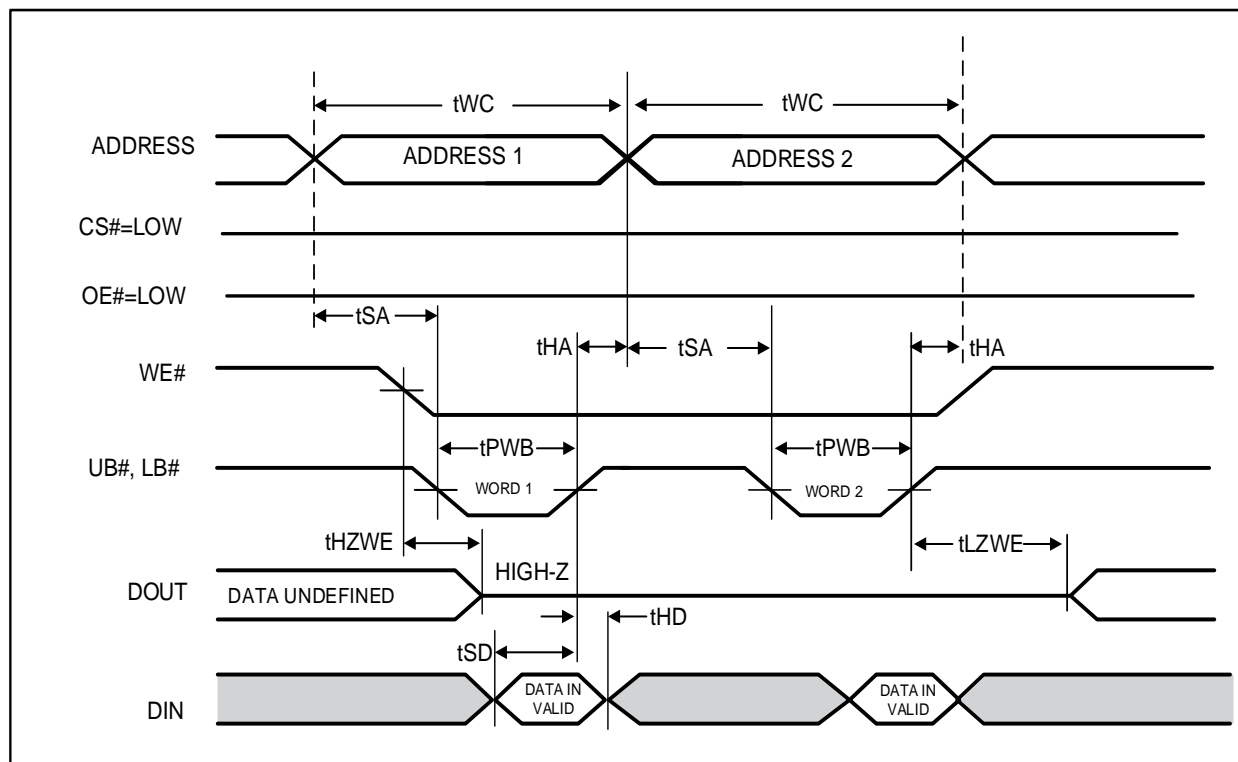 tWC
tWC
ADDRESS
ADDRESS 1
ADDRESS 2
CS#=LOW
OE#=LOW
tSA
tHA
tSA
tHA
WE#
tPWB
tPWB
UB#, LB#
WORD 1
WORD 2
tHZWE
tLZWE
HIGH-Z
DOUT
DATA UNDEFINED
tHD
tSD
DIN
DATA IN
VALID
DATA IN
VALID